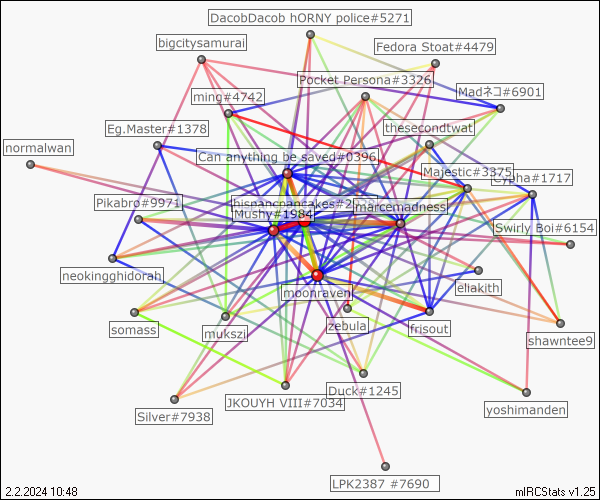 DacobDacob hORNY police#5271
bigcitysamurai
Fedora Stoat#4479
Pocket Persona#3326
Madネコ#6901
ming#4742
Eg.Master#1378
thesecondtwat
normalwan
Can anything be saved#0396
Majestic#3375
#1717
Pikabro#9971
hispancpancakes#2
marcemadness
Mushy#1984
Swirly Boi#6154
neokingghidorah
moonraven
eliakith
somass
mukszi
zebula
frisout
shawntee9
Duck#1245
JKOUYH VIII#7034
Silver#7938
yoshimanden
LPK2387 #7690
2.2.2024 10:48
mIRCStats v1.25